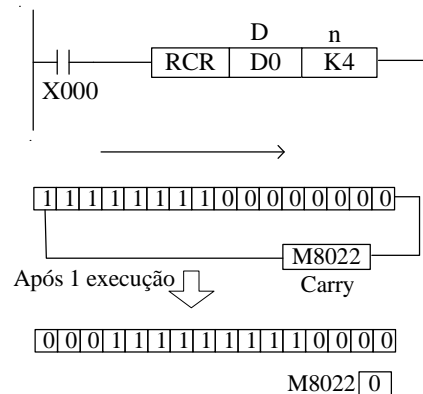 D n
RCR D0 K4
X000
1 1 1 1 1 1 1 1 0 0 0 0 0 0 0 0
M8022
Carry
Após 1 execução
0 0 0 1 1 1 1 1 1 1 1 1 0 0 0 0
M8022 0